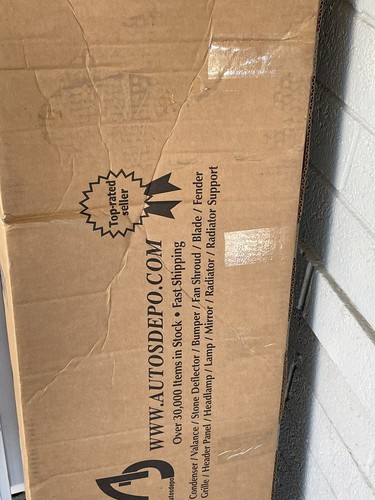 Top-rated
seller
WWW.AUTOSDEPO.COM
Over 30,000 Items in Stock • Fast Shipping
Condenser / Valance / Stone Deflector / Bumper / Fan Shroud / Blade / Fender
Grille / Header Panel / Headlamp / Lamp / Mirror / Radiator / Radiator Support